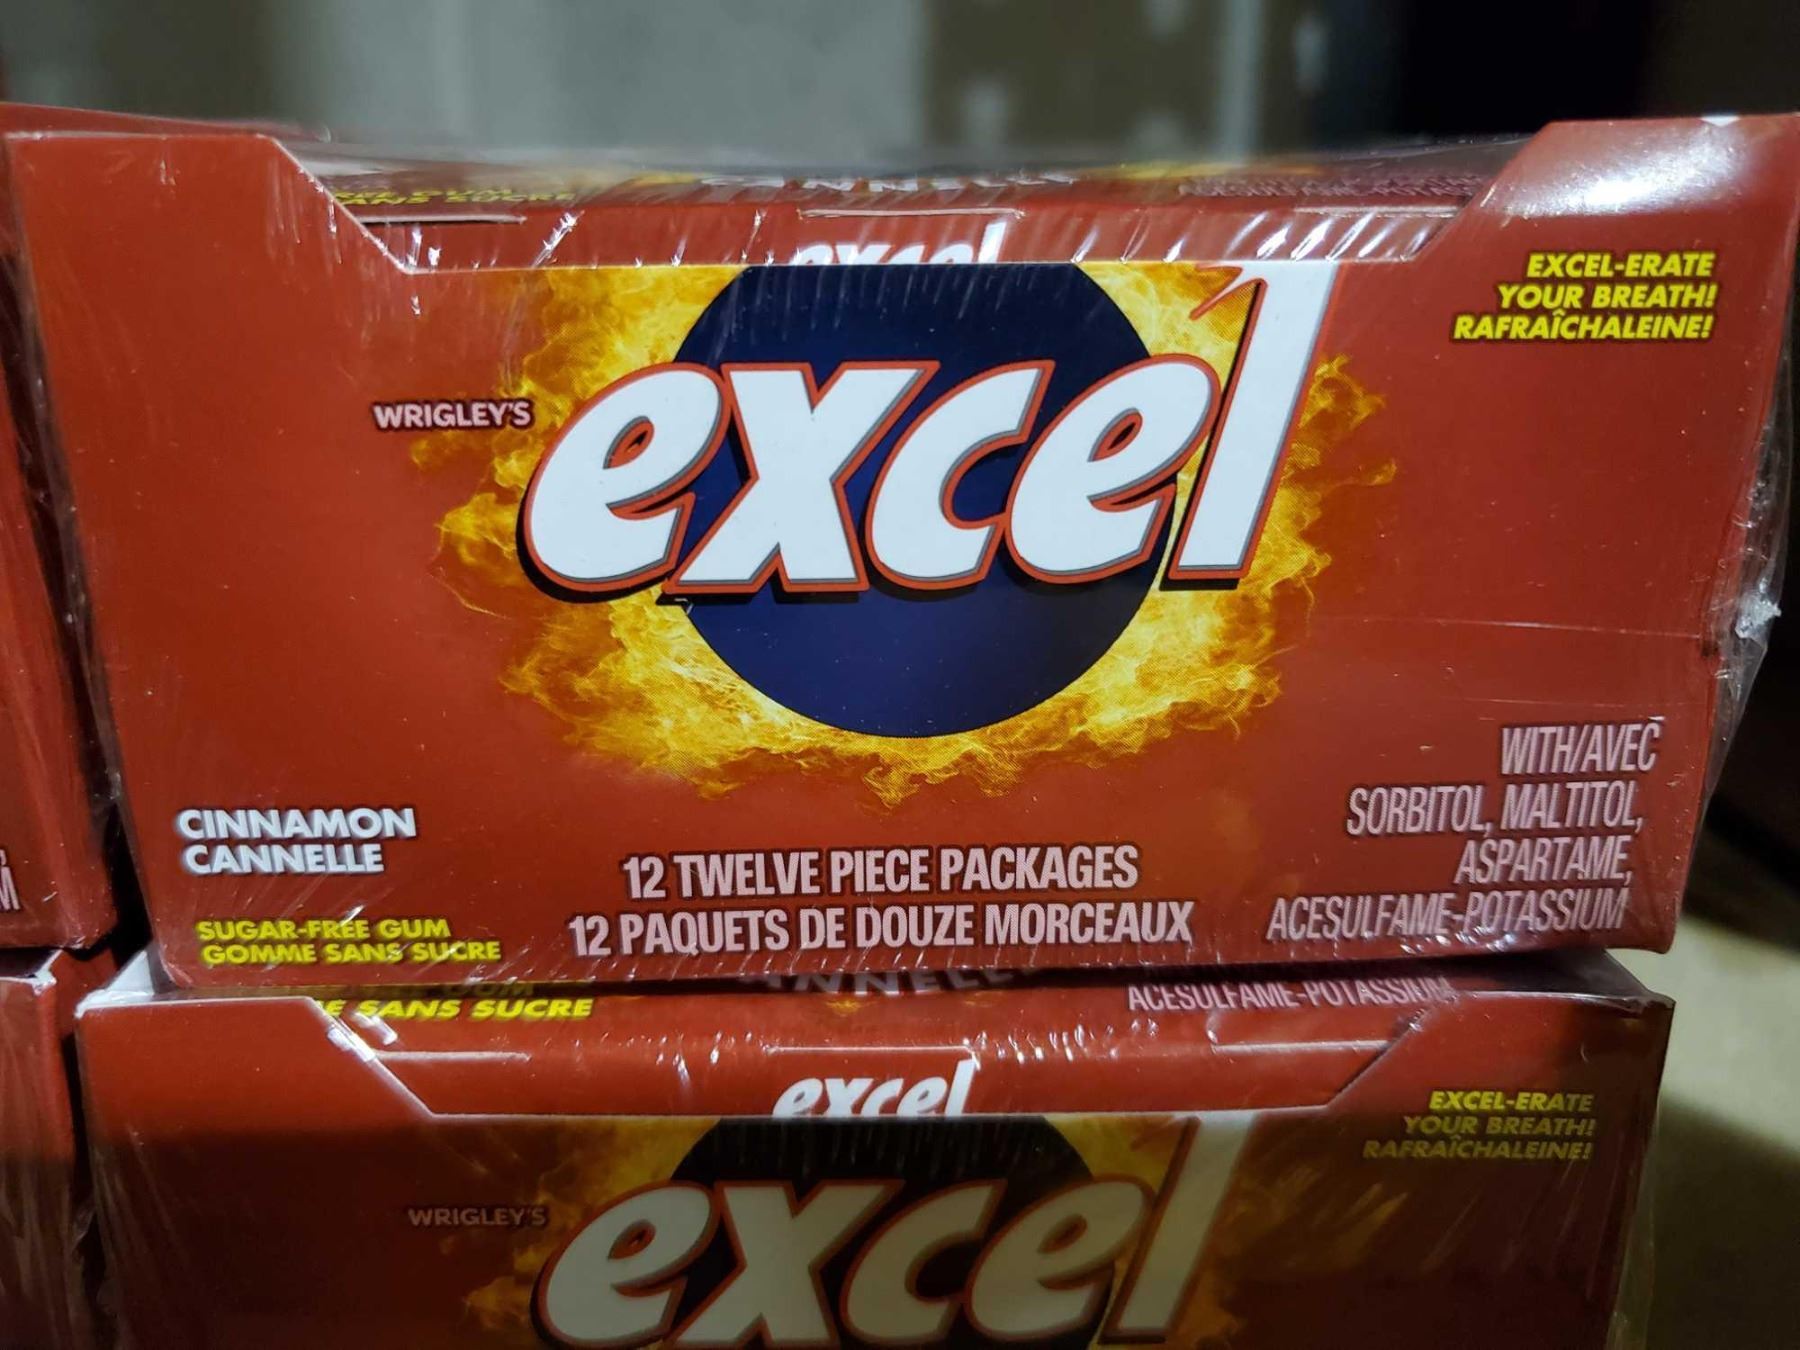 excel
EXCEL-ERATE
YOUR BREATH!
RAFRAÎCHALEINE!
WRIGLEY'S
excel
CINNAMON
CANNELLE
SUGAR-FREE GUM
GOMME SANS SUCRE
12 TWELVE PIECE PACKAGES
12 PAQUETS DE DOUZE MORCEAUX
WITH/AVEC
SORBITOL, MALTITOL,
ASPARTAME,
ACESULFAME-POTASSIUM
SANS SUCRE
ACESULFAME-POTASSIUM
excel
EXCEL-ERATE
YOUR BREATH!
RAFRAÎCHALEINE!
WRIGLEY'S
excel